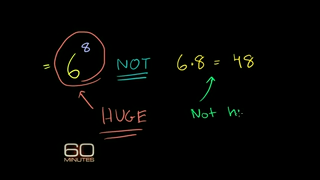 = 6⁸ NOT 6·8 = 48
HUGE
Not h
60
MINUTES